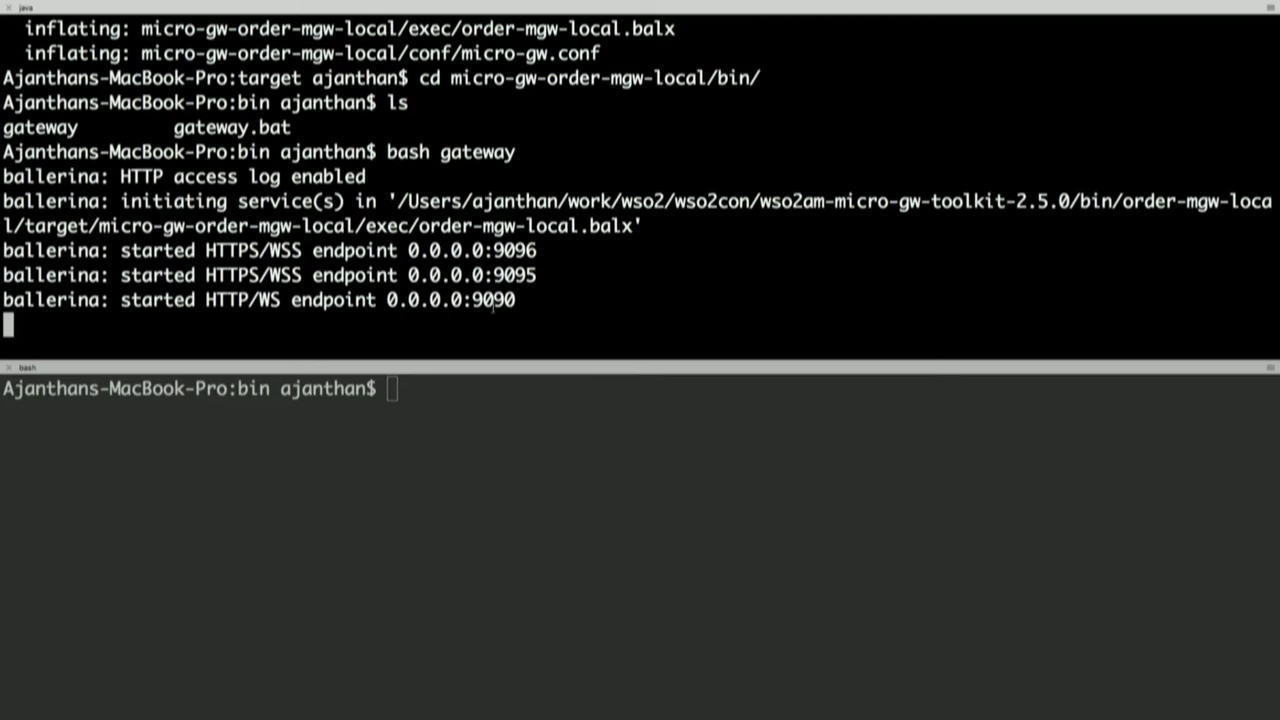 java
inflating: micro-gw-order-mgw-local/exec/order-mgw-local.balx
inflating: micro-gw-order-mgw-local/conf/micro-gw.conf
Ajanthans-MacBook-Pro:target ajanthan$ cd micro-gw-order-mgw-local/bin/
Ajanthans-MacBook-Pro:bin ajanthan$ ls
gateway gateway.bat
Ajanthans-MacBook-Pro:bin ajanthan$ bash gateway
ballerina: HTTP access log enabled
ballerina: initiating service(s) in '/Users/ajanthan/work/wso2/wso2con/wso2am-micro-gw-toolkit-2.5.0/bin/order-mgw-loca
l/target/micro-gw-order-mgw-local/exec/order-mgw-local.balx'
ballerina: started HTTPS/WSS endpoint 0.0.0.0:9096
ballerina: started HTTPS/WSS endpoint 0.0.0.0:9095
ballerina: started HTTP/WS endpoint 0.0.0.0:9090
bash
Ajanthans-MacBook-Pro:bin ajanthan$